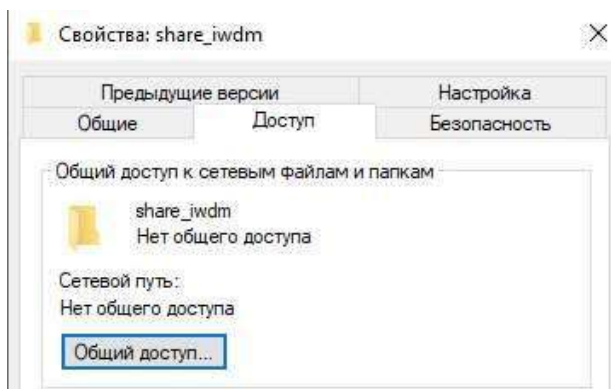 Свойства: share_iwdm
Предыдущие версии
Настройка
Общие
Доступ
Безопасность
Общий доступ к сетевым файлам и папкам
share_iwdm
Нет общего доступа
Сетевой путь:
Нет общего доступа
Общий доступ...